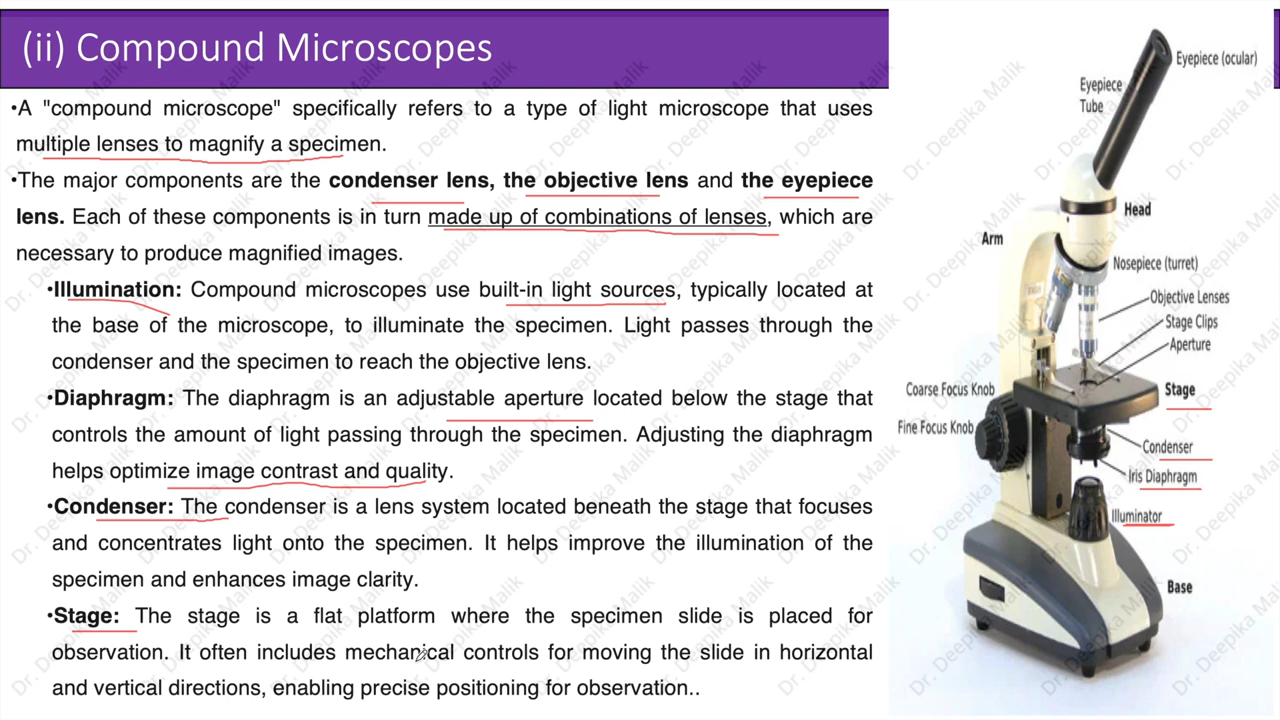 (ii) Compound Microscopes
•A "compound microscope" specifically refers to a type of light microscope that uses
multiple lenses to magnify a specimen.
•The major components are the condenser lens, the objective lens and the eyepiece
lens. Each of these components is in turn made up of combinations of lenses, which are
necessary to produce magnified images.
•Illumination: Compound microscopes use built-in light sources, typically located at
the base of the microscope, to illuminate the specimen. Light passes through the
condenser and the specimen to reach the objective lens.
•Diaphragm: The diaphragm is an adjustable aperture located below the stage that
controls the amount of light passing through the specimen. Adjusting the diaphragm
helps optimize image contrast and quality.
•Condenser: The condenser is a lens system located beneath the stage that focuses
and concentrates light onto the specimen. It helps improve the illumination of the
specimen and enhances image clarity.
•Stage: The stage is a flat platform where the specimen slide is placed for
observation. It often includes mechanical controls for moving the slide in horizontal
and vertical directions, enabling precise positioning for observation..
Eyepiece (ocular)
Eyepiece
Tube
Head
Arm
Nosepiece (turret)
Objective Lenses
Stage Clips
Aperture
Coarse Focus Knob
Stage
Fine Focus Knob
Condenser
Iris Diaphragm
Illuminator
Base
Dr. Deepika Malik